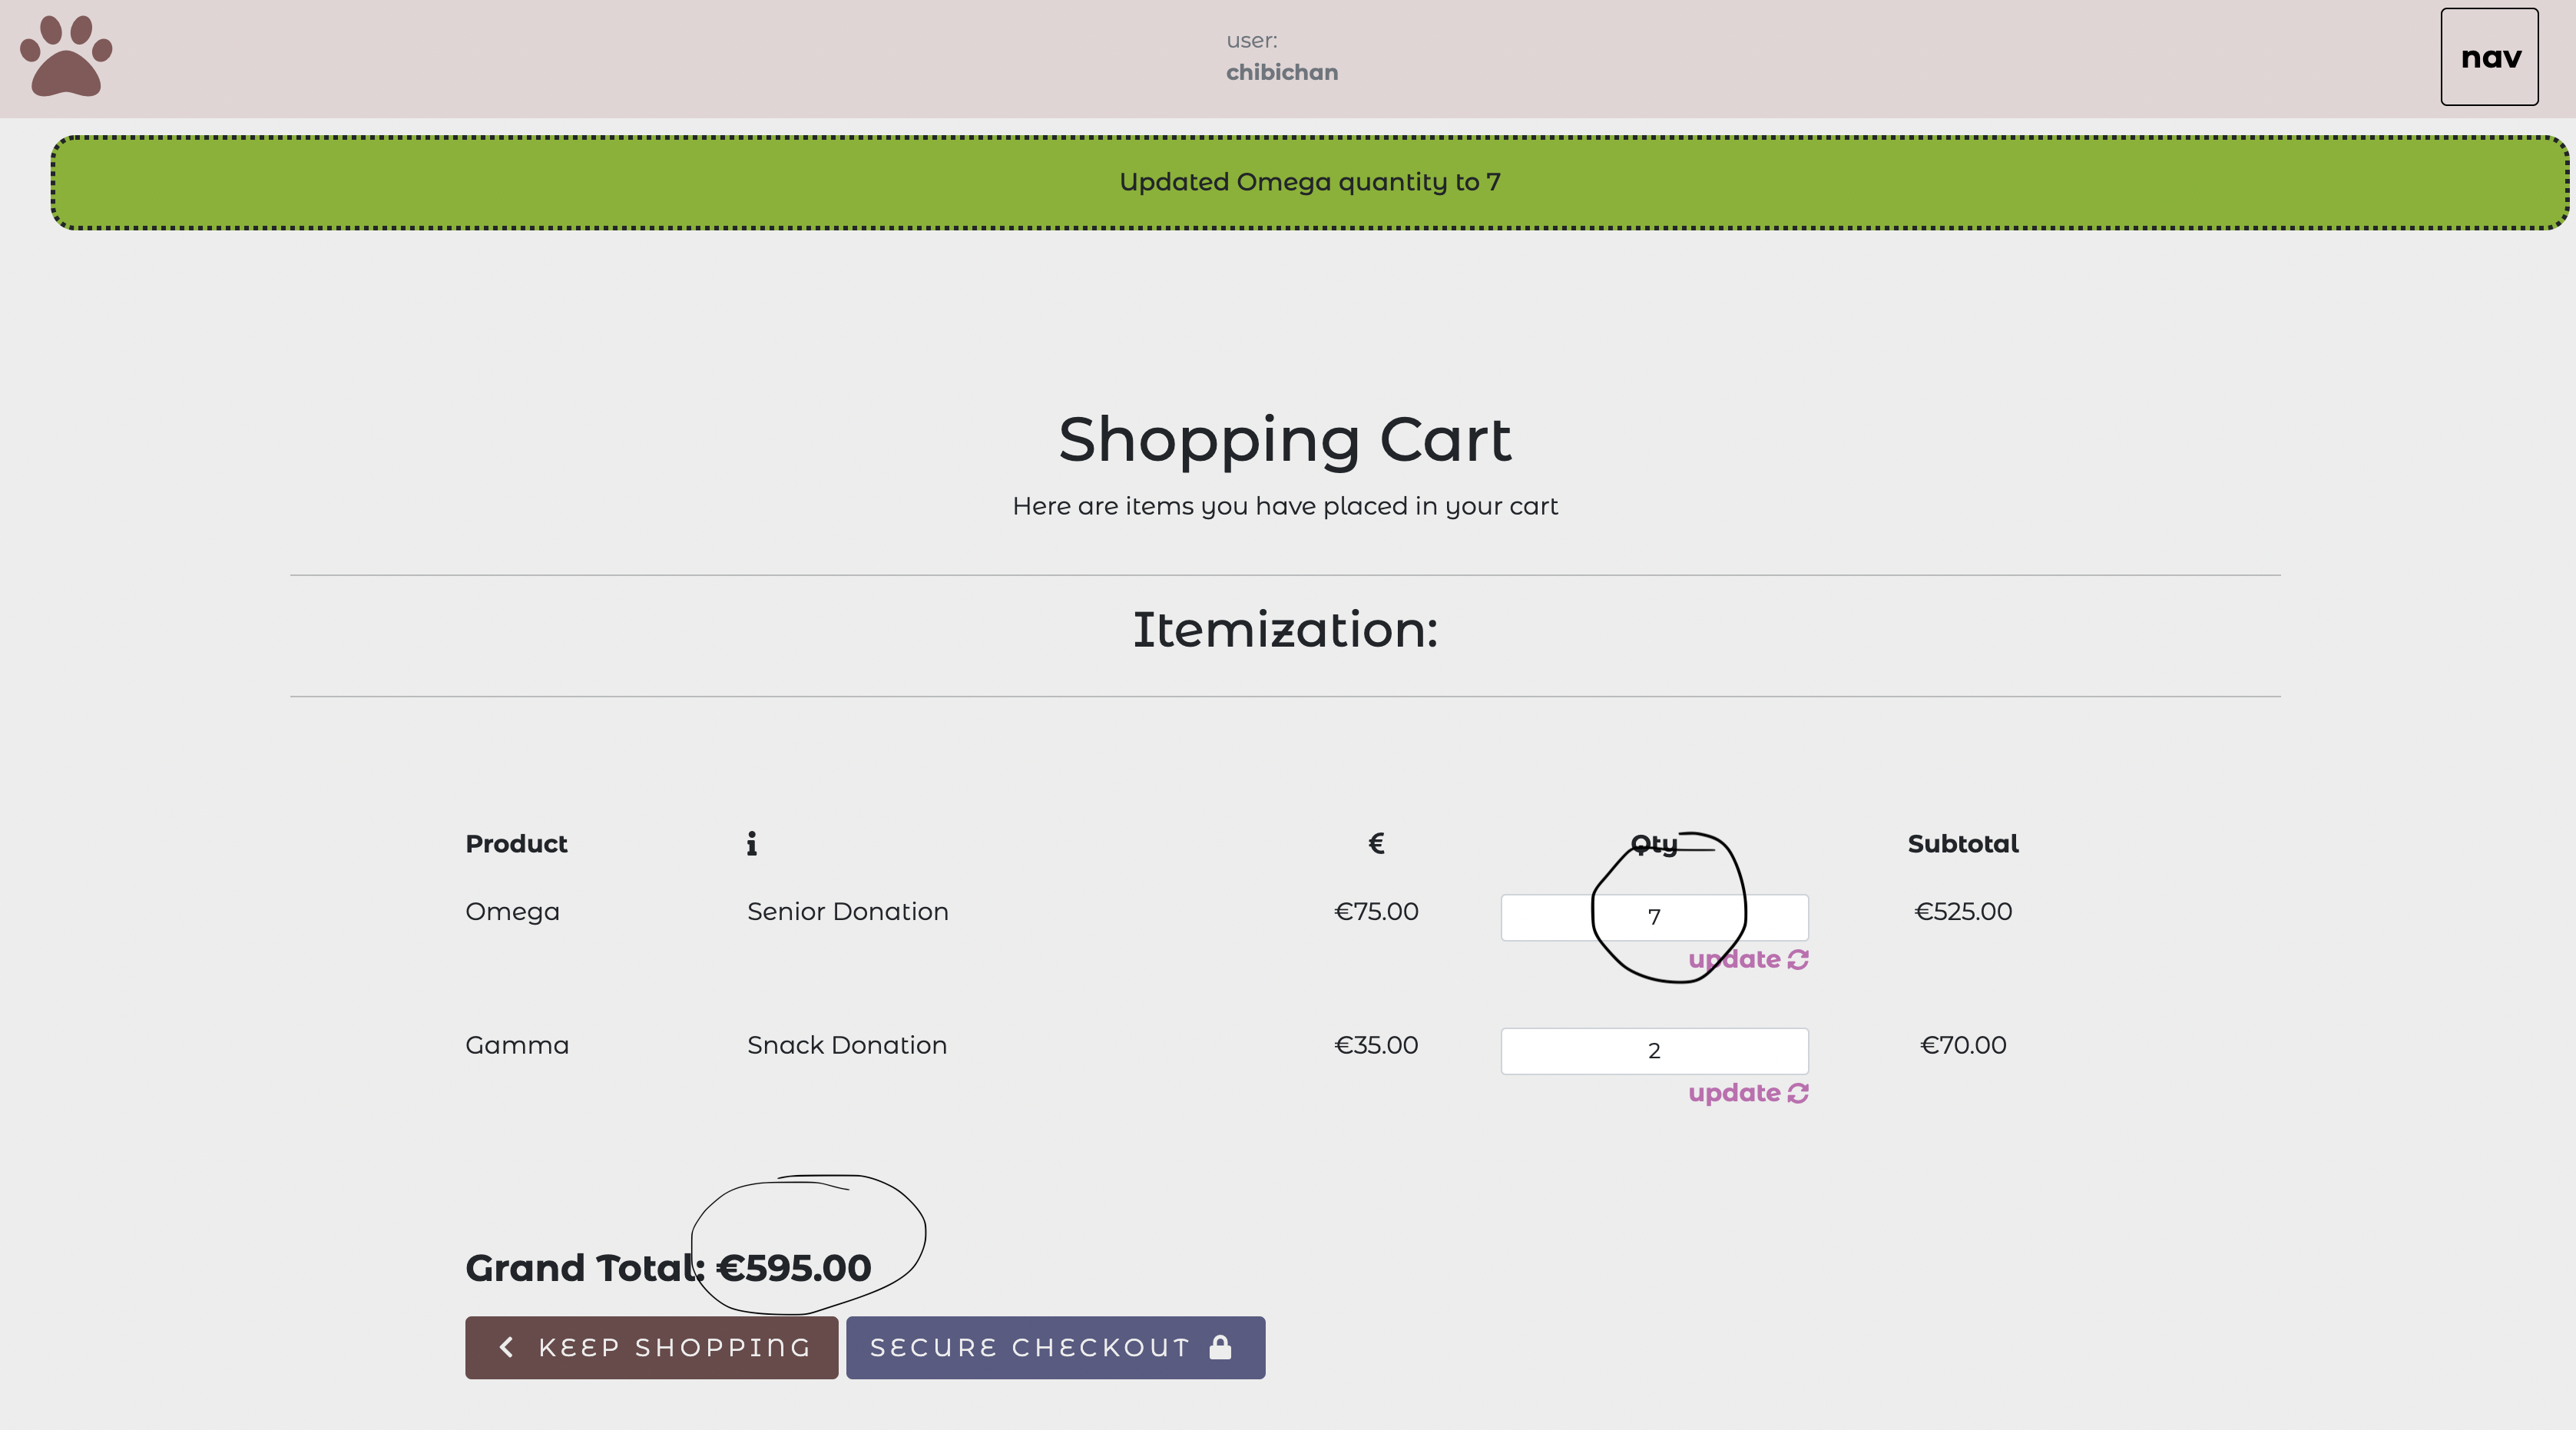 user:
chibichan
nav
Updated Omega quantity to 7
Shopping Cart
Here are items you have placed in your cart
Itemization:
Product i € Qty Subtotal
Omega Senior Donation €75.00 7 €525.00
update
Gamma Snack Donation €35.00 2 €70.00
update
Grand Total: €595.00
KEEP SHOPPING SECURE CHECKOUT